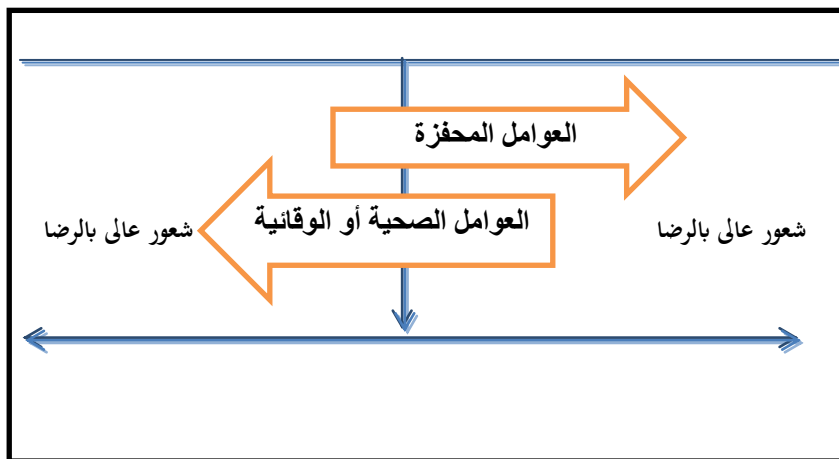 العوامل المحفزة
العوامل الصحية أو الوقائية
شعور عالى بالرضا
شعور عالى بالرضا